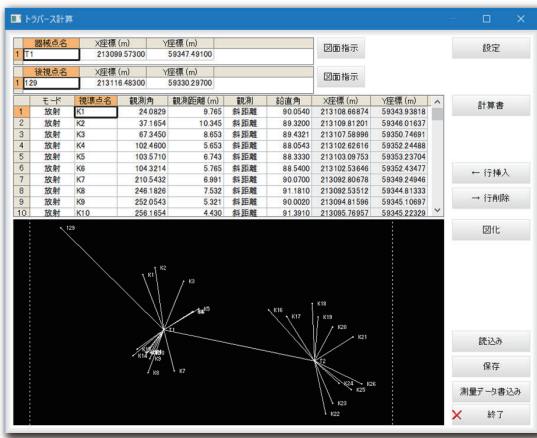 トラバース計算
器械点名 X座標(m) Y座標(m)
1 T1 213099.57300 59347.49100
図面指示
設定
後視点名 X座標(m) Y座標(m)
1 129 213116.48300 59330.29700
図面指示
モード 視準点名 観測角 観測距離(m) 観測 鉛直角 X座標(m) Y座標(m)
計算書
1 放射 K1 24.0829 9.765 斜距離 90.0540 213108.66874 59343.93818
2 放射 K2 37.1654 10.345 斜距離 89.3200 213109.81201 59346.01637
3 放射 K3 67.3450 8.653 斜距離 89.4321 213107.58996 59350.74691
4 放射 K4 102.4600 5.653 斜距離 88.0543 213102.62616 59352.24488
5 放射 K5 103.5710 6.743 斜距離 88.3330 213103.09753 59353.23704
6 放射 K6 104.3214 5.765 斜距離 88.5400 213102.53646 59352.43477
7 放射 K7 210.5432 6.991 斜距離 90.0700 213092.80678 59349.24946
8 放射 K8 246.1826 7.532 斜距離 91.1810 213092.53512 59344.81333
9 放射 K9 252.0543 5.321 斜距離 90.0020 213094.81596 59345.10697
10 放射 K10 256.1654 4.430 斜距離 91.3910 213095.76957 59345.22329
← 行挿入
→ 行削除
図化
読込み
保存
測量データ書込み
終了
129
K2
K1
K3
K5
T1
K14
K9
K8
K7
K18
K16
K17
K19
K20
K21
T2
K24
K26
K25
K23
K22